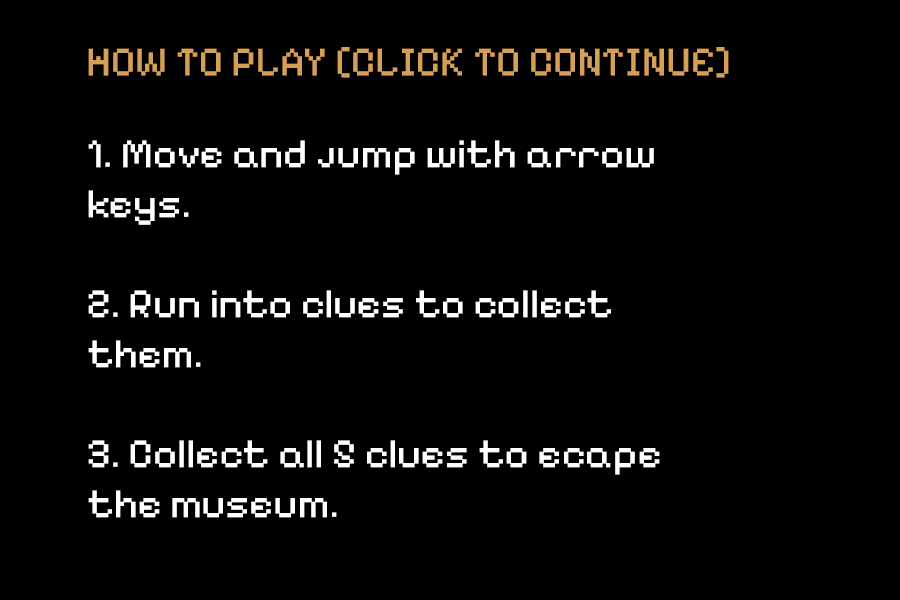 HOW TO PLAY (CLICK TO CONTINUE)
1. Move and jump with arrow
keys.
2. Run into clues to collect
them.
3. Collect all 8 clues to ecape
the museum.